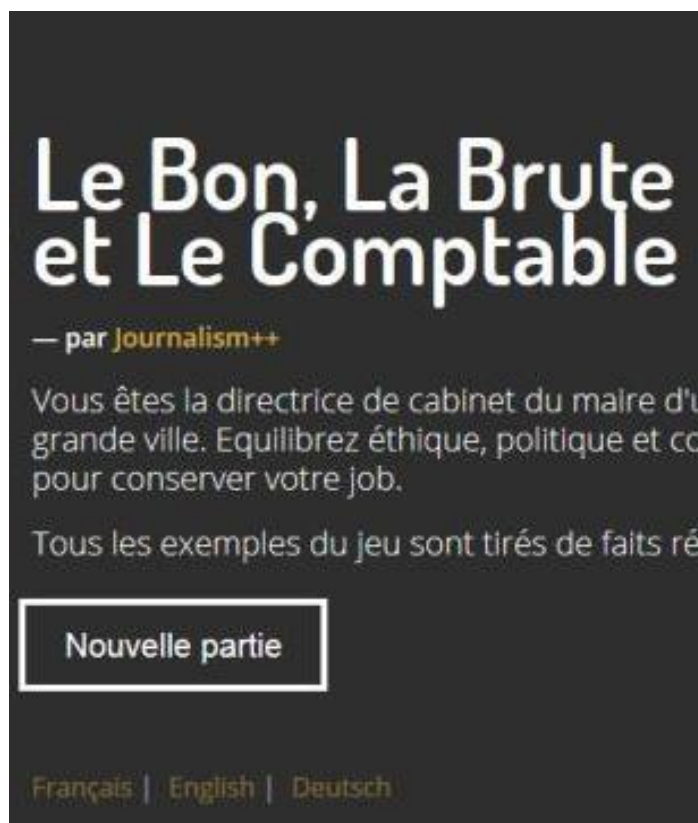 Le Bon, La Brute
et Le Comptable
— par Journalism++
Vous êtes la directrice de cabinet du maire d'u
grande ville. Equilibrez éthique, politique et co
pour conserver votre job.
Tous les exemples du jeu sont tirés de faits ré
Nouvelle partie
Français | English | Deutsch